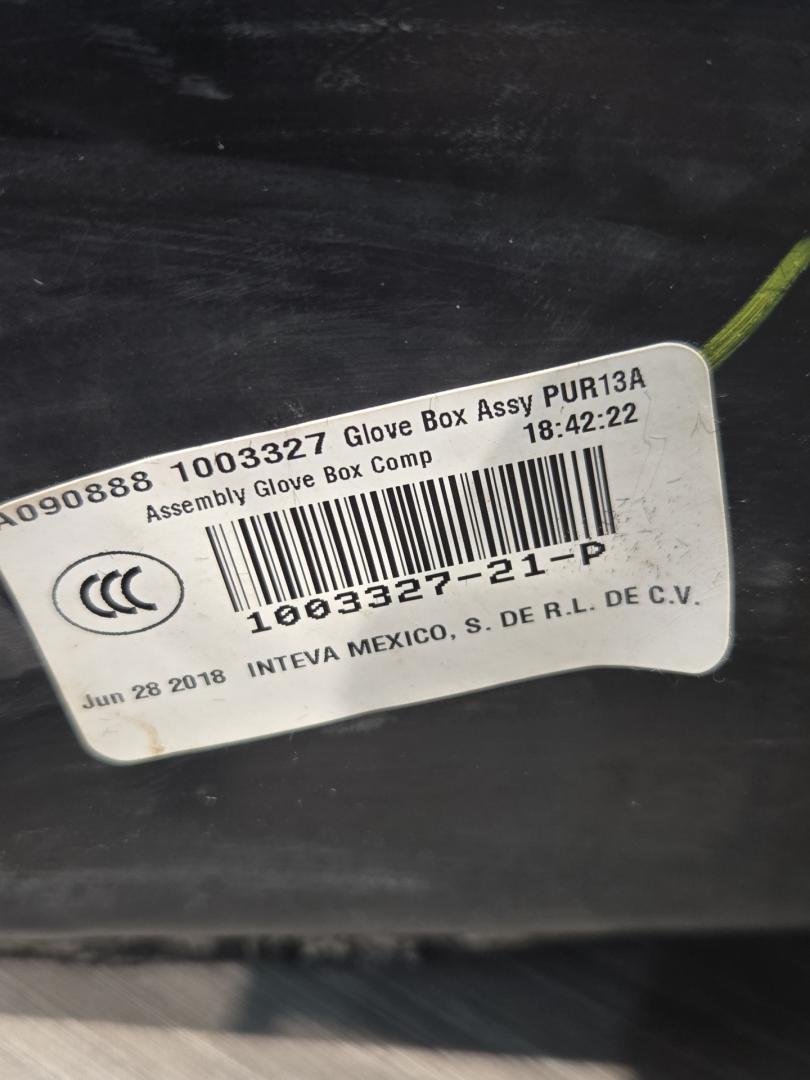 A090888 1003327 Glove Box Assy PUR13A
Assembly Glove Box Comp 18:42:22
CCC
1003327-21-P
Jun 28 2018 INTEVA MEXICO, S. DE R.L. DE C.V.